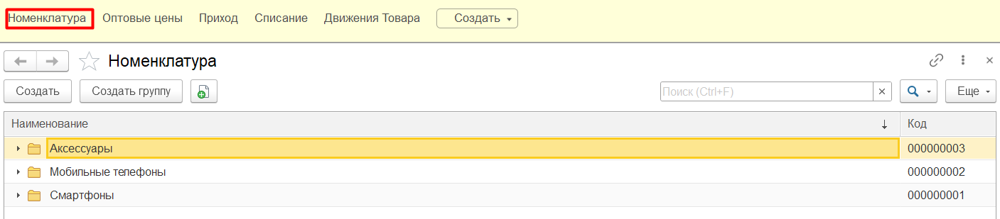 Номенклатура Оптовые цены Приход Списание Движения Товара Создать
Номенклатура
Создать Создать группу Поиск (Ctrl+F) Еще
Наименование Код
Аксессуары 000000003
Мобильные телефоны 000000002
Смартфоны 000000001